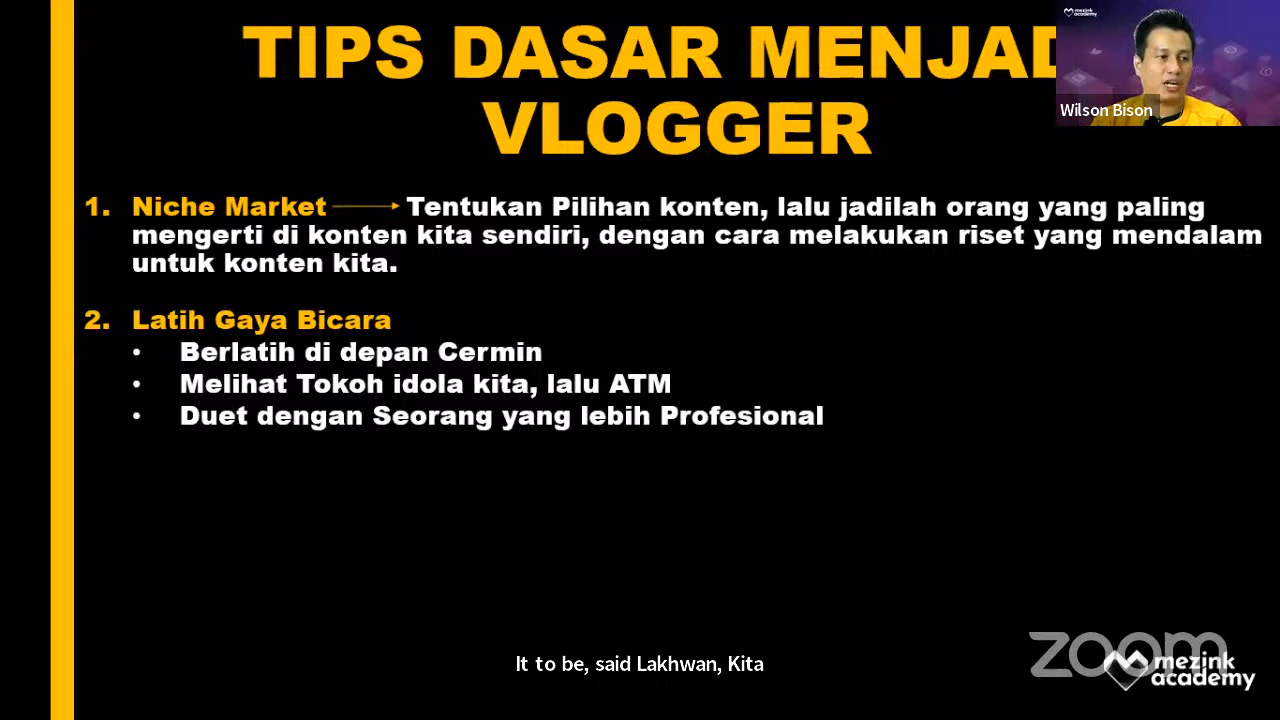 TIPS DASAR MENJAD
VLOGGER
mezink
academy
Wilson Bison
1. Niche Market Tentukan Pilihan konten, lalu jadilah orang yang paling
mengerti di konten kita sendiri, dengan cara melakukan riset yang mendalam
untuk konten kita.
2. Latih Gaya Bicara
• Berlatih di depan Cermin
• Melihat Tokoh idola kita, lalu ATM
• Duet dengan Seorang yang lebih Profesional
It to be, said Lakhwan, Kita
zoom
mezink
academy